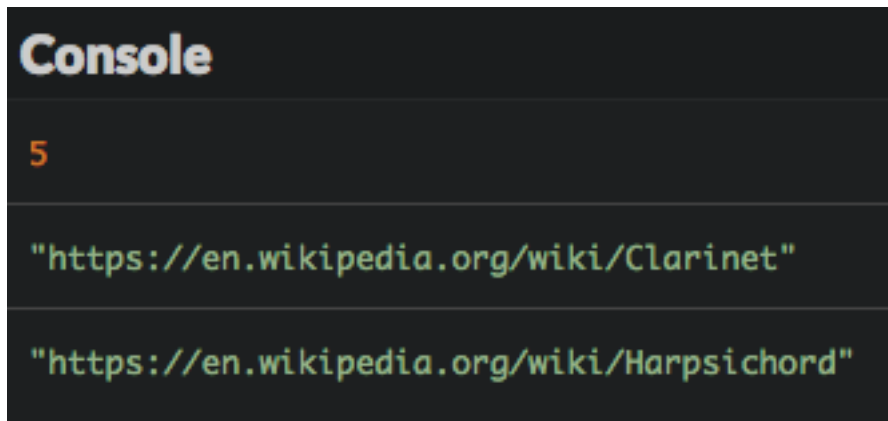 Console
5
"https://en.wikipedia.org/wiki/Clarinet"
"https://en.wikipedia.org/wiki/Harpsichord"